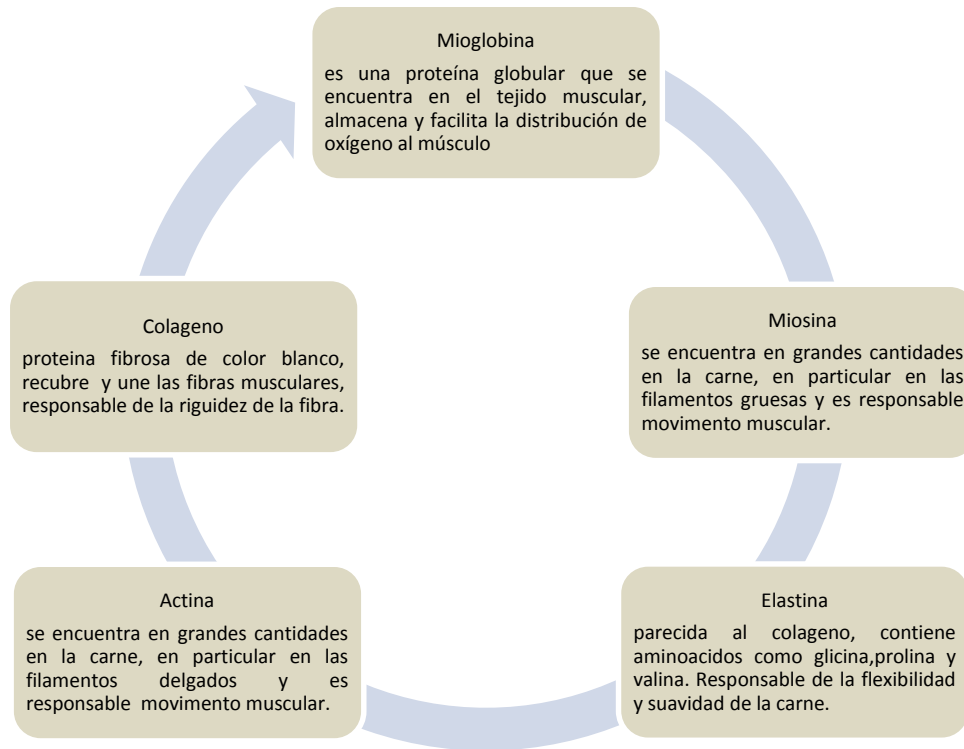 Mioglobina
es una proteína globular que se
encuentra en el tejido muscular,
almacena y facilita la distribución de
oxígeno al músculo
Miosina
se encuentra en grandes cantidades
en la carne, en particular en las
filamentos gruesas y es responsable
movimento muscular.
Elastina
parecida al colageno, contiene
aminoacidos como glicina,prolina y
valina. Responsable de la flexibilidad
y suavidad de la carne.
Actina
se encuentra en grandes cantidades
en la carne, en particular en las
filamentos delgados y es
responsable movimento muscular.
Colageno
proteina fibrosa de color blanco,
recubre y une las fibras musculares,
responsable de la riguidez de la fibra.